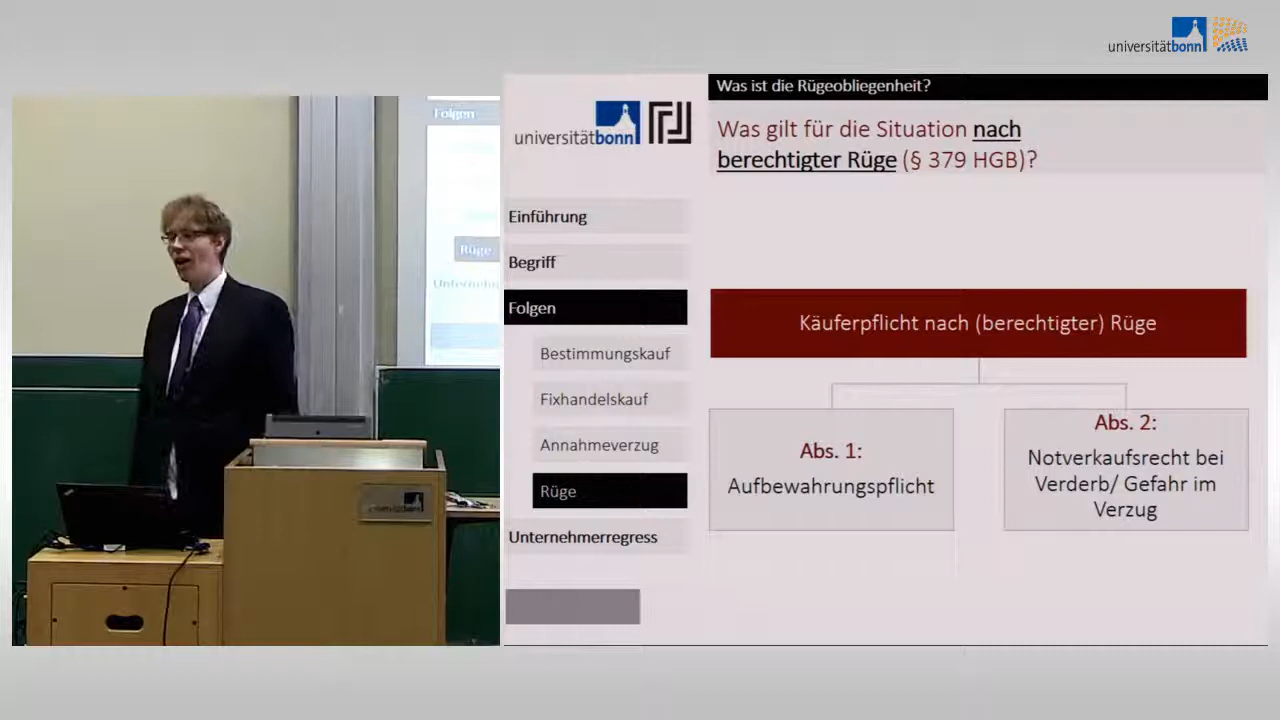 universitätbonn
Was ist die Rügeobliegenheit?
universitätbonn
Was gilt für die Situation nach
berechtigter Rüge (§ 379 HGB)?
Einführung
Begriff
Folgen
Bestimmungskauf
Fixhandelskauf
Annahmeverzug
Rüge
Unternehmerregress
Käuferpflicht nach (berechtigter) Rüge
Abs. 1:
Aufbewahrungspflicht
Abs. 2:
Notverkaufsrecht bei
Verderb/ Gefahr im
Verzug
Folgen
Rüge
universitätbonn